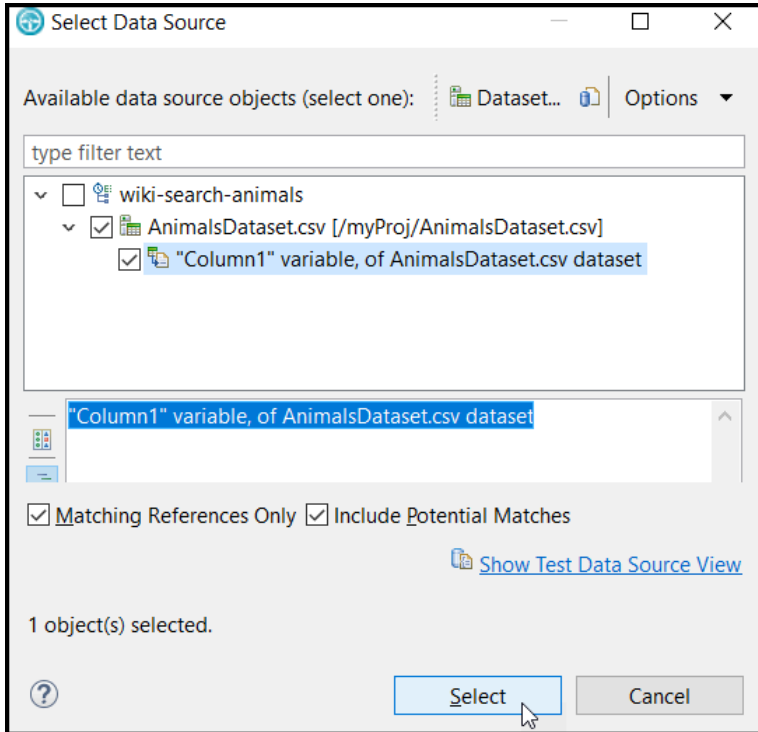 Select Data Source
Available data source objects (select one): Dataset... Options
type filter text
wiki-search-animals
AnimalsDataset.csv [/myProj/AnimalsDataset.csv]
"Column1" variable, of AnimalsDataset.csv dataset
"Column1" variable, of AnimalsDataset.csv dataset
Matching References Only Include Potential Matches
Show Test Data Source View
1 object(s) selected.
? Select Cancel